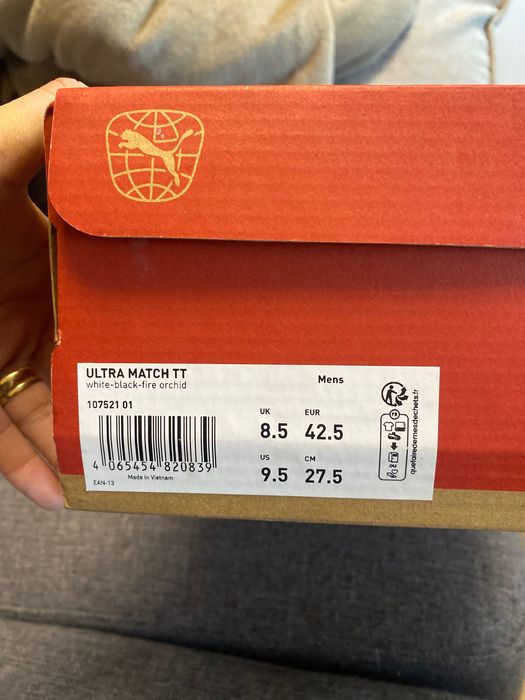 ULTRA MATCH TT
white-black-fire orchid
Mens
107521 01
UK EUR
8.5 42.5
US CM
9.5 27.5
4 065454 820839
Made in Vietnam
EAN-13
FR
quefairedemesdechets.fr